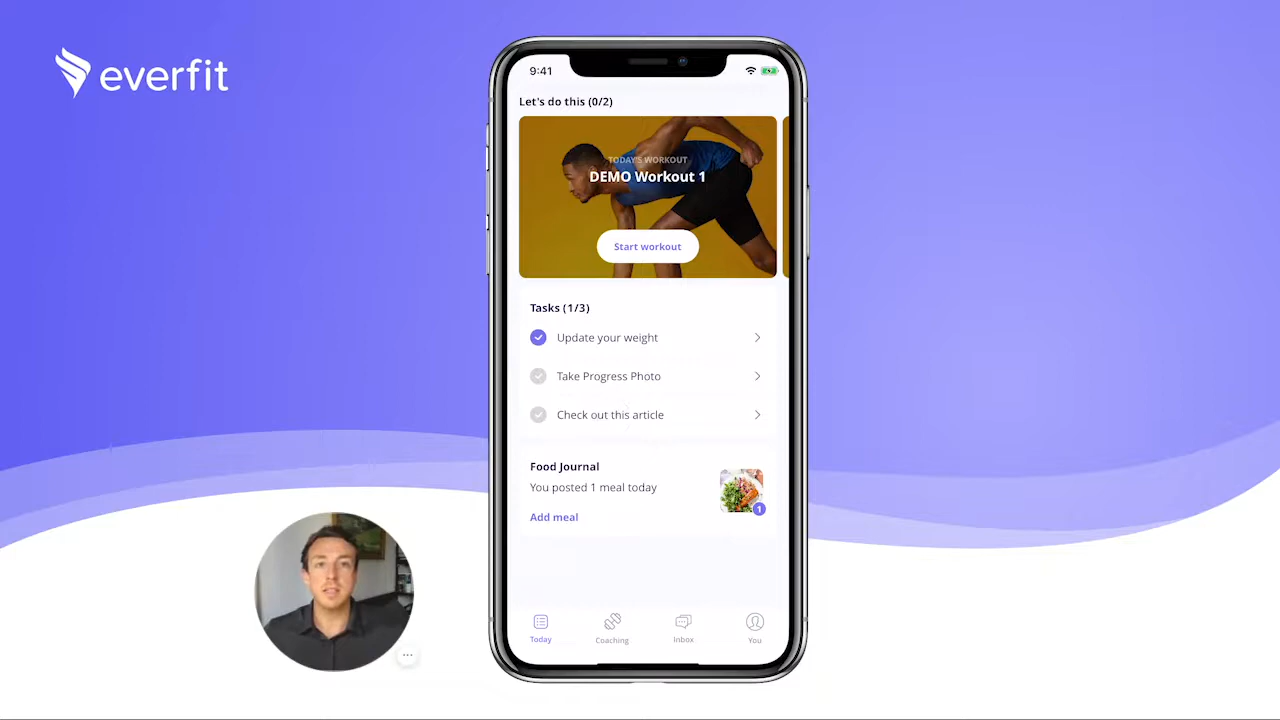 everfit
9:41
Let's do this (0/2)
TODAY'S WORKOUT
DEMO Workout 1
Start workout
Tasks (1/3)
Update your weight
Take Progress Photo
Check out this article
Food Journal
You posted 1 meal today
1
Add meal
Today
Coaching
Inbox
You